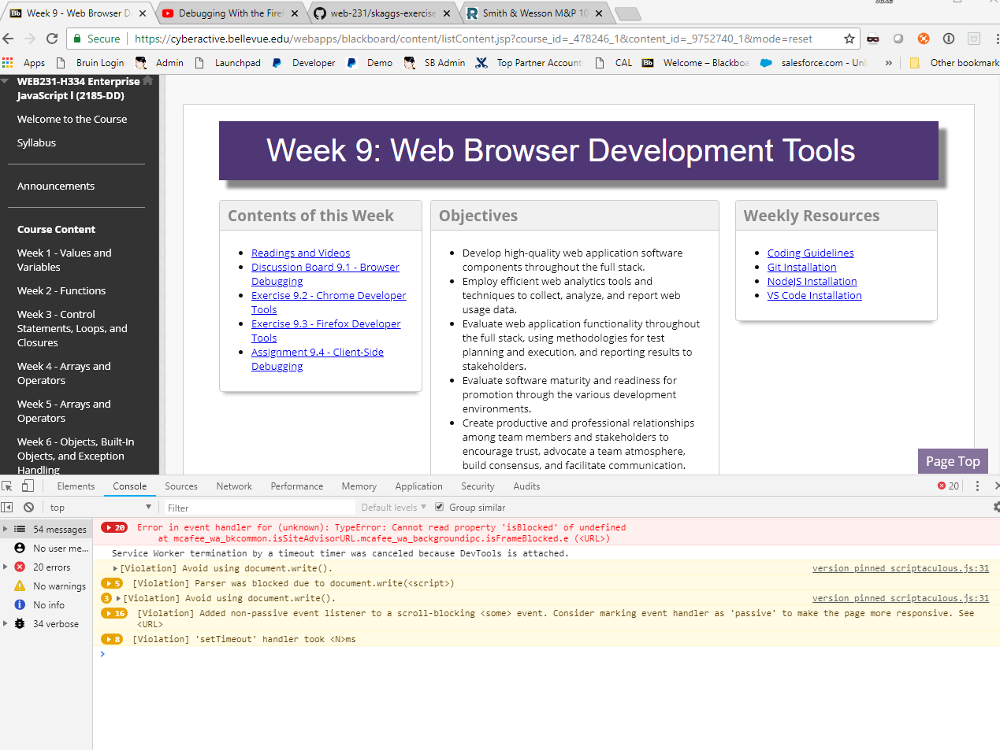 Week 9 - Web Browser D
Debugging With the Firef
web-231/skaggs-exercise
Smith & Wesson M&P 10
Jake
Secure
https://cyberactive.bellevue.edu/webapps/blackboard/content/listContent.jsp?course_id=_478246_1&content_id=_9752740_1&mode=reset
Apps
Bruin Login
Admin
Launchpad
Developer
Demo
SB Admin
Top Partner Account
CAL
Bb
Welcome – Blackboa
salesforce.com - Unli
»
Other bookmark
WEB231-H334 Enterprise
JavaScript I (2185-DD)
Welcome to the Course
Syllabus
Announcements
Course Content
Week 1 - Values and
Variables
Week 2 - Functions
Week 3 - Control
Statements, Loops, and
Closures
Week 4 - Arrays and
Operators
Week 5 - Arrays and
Operators
Week 6 - Objects, Built-In
Objects, and Exception
Handling
Week 9: Web Browser Development Tools
Contents of this Week
Readings and Videos
Discussion Board 9.1 - Browser
Debugging
Exercise 9.2 - Chrome Developer
Tools
Exercise 9.3 - Firefox Developer
Tools
Assignment 9.4 - Client-Side
Debugging
Objectives
Develop high-quality web application software
components throughout the full stack.
Employ efficient web analytics tools and
techniques to collect, analyze, and report web
usage data.
Evaluate web application functionality throughout
the full stack, using methodologies for test
planning and execution, and reporting results to
stakeholders.
Evaluate software maturity and readiness for
promotion through the various development
environments.
Create productive and professional relationships
among team members and stakeholders to
encourage trust, advocate a team atmosphere,
build consensus, and facilitate communication.
Weekly Resources
Coding Guidelines
Git Installation
NodeJS Installation
VS Code Installation
Page Top
Elements Console Sources Network Performance Memory Application Security Audits 20
top Filter Default levels Group similar
54 messages
No user me...
20 errors
No warnings
No info
34 verbose
20 Error in event handler for (unknown): TypeError: Cannot read property 'isBlocked' of undefined
at mcafee_wa_bkcommon.isSiteAdvisorURL.mcafee_wa_backgroundipc.isFrameBlocked.e (<URL>)
Service Worker termination by a timeout timer was canceled because DevTools is attached.
[Violation] Avoid using document.write(). version_pinned_scriptaculous.js:31
5 [Violation] Parser was blocked due to document.write(<script>)
3 [Violation] Avoid using document.write(). version_pinned_scriptaculous.js:31
16 [Violation] Added non-passive event listener to a scroll-blocking <some> event. Consider marking event handler as 'passive' to make the page more responsive. See
<URL>
8 [Violation] 'setTimeout' handler took <N>ms